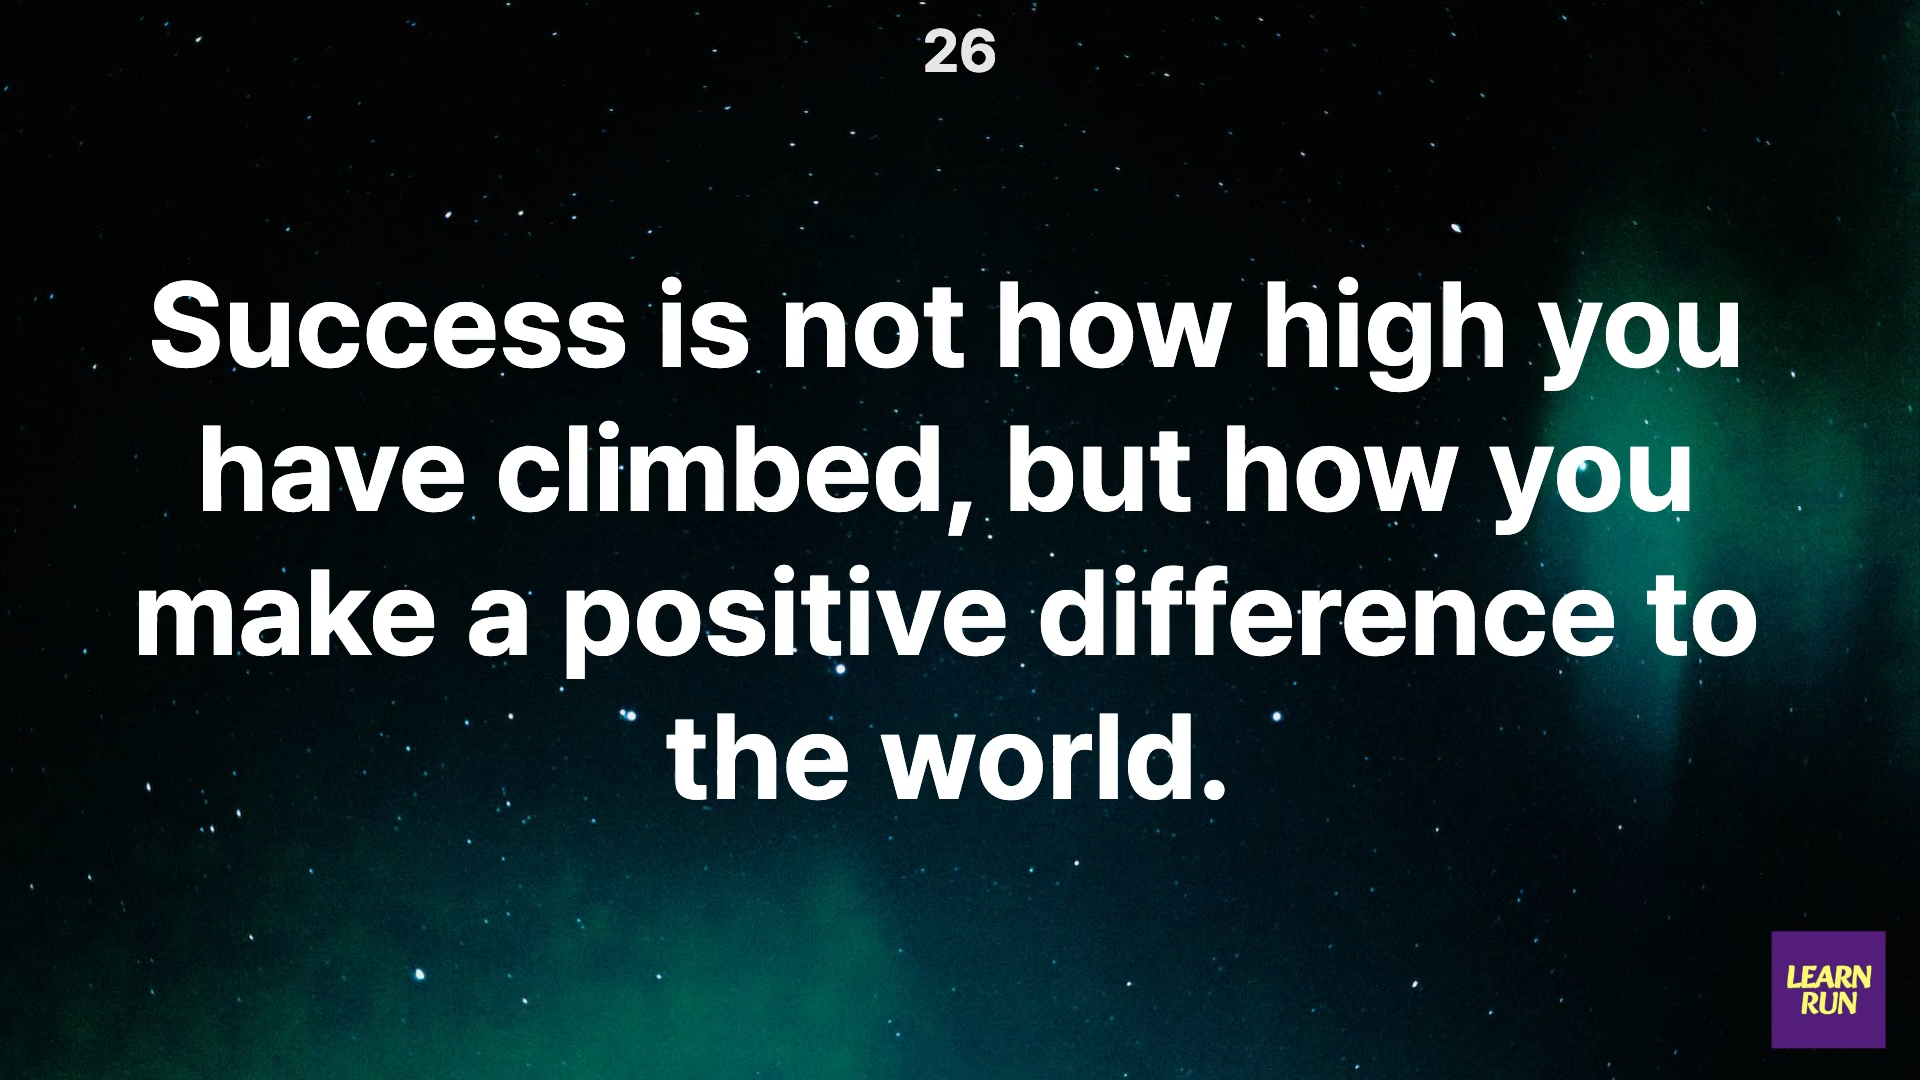 26
Success is not how high you
have climbed, but how you
make a positive difference to
the world.
LEARN
RUN